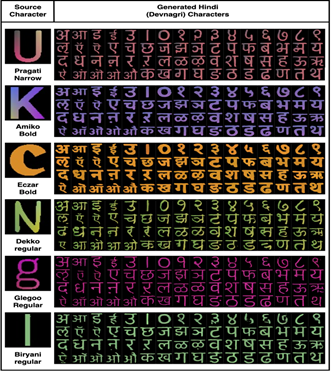 Source Character
Generated Hindi (Devnagri) Characters
U
Pragati Narrow
अ आ इ ई उ । ० १ २ ३ ४ ५ ६ ७ ८ ९
ऌ ऍ ऎ ए च छ ज झ ञ ट प फ ब भ म य
द ध न ऩ र ऱ ल ळ ऴ व श ष स ह ऊ ऋ
ऐ ऑ ऒ ओ औ क ख ग घ ङ ठ ड ढ ण त थ
K
Amiko Bold
अ आ इ ई उ । ० १ २ ३ ४ ५ ६ ७ ८ ९
ऌ ऍ ऎ ए च छ ज झ ञ ट प फ ब भ म य
द ध न ऩ र ऱ ल ळ ऴ व श ष स ह ऊ ऋ
ऐ ऑ ऒ ओ औ क ख ग घ ङ ठ ड ढ ण त थ
C
Eczar Bold
अ आ इ ई उ । ० १ २ ३ ४ ५ ६ ७ ८ ९
ऌ ऍ ऎ ए च छ ज झ ञ ट प फ ब भ म य
द ध न ऩ र ऱ ल ळ ऴ व श ष स ह ऊ ऋ
ऐ ऑ ऒ ओ औ क ख ग घ ङ ठ ड ढ ण त थ
N
Dekko regular
अ आ इ ई उ । ० १ २ ३ ४ ५ ६ ७ ८ ९
ऌ ऍ ऎ ए च छ ज झ ञ ट प फ ब भ म य
द ध न ऩ र ऱ ल ळ ऴ व श ष स ह ऊ ऋ
ऐ ऑ ऒ ओ औ क ख ग घ ङ ठ ड ढ ण त थ
g
Glegoo Regular
अ आ इ ई उ । ० १ २ ३ ४ ५ ६ ७ ८ ९
ऌ ऍ ऎ ए च छ ज झ ञ ट प फ ब भ म य
द ध न ऩ र ऱ ल ळ ऴ व श ष स ह ऊ ऋ
ऐ ऑ ऒ ओ औ क ख ग घ ङ ठ ड ढ ण त थ
I
Biryani regular
अ आ इ ई उ । ० १ २ ३ ४ ५ ६ ७ ८ ९
ऌ ऍ ऎ ए च छ ज झ ञ ट प फ ब भ म य
द ध न ऩ र ऱ ल ळ ऴ व श ष स ह ऊ ऋ
ऐ ऑ ऒ ओ औ क ख ग घ ङ ठ ड ढ ण त थ